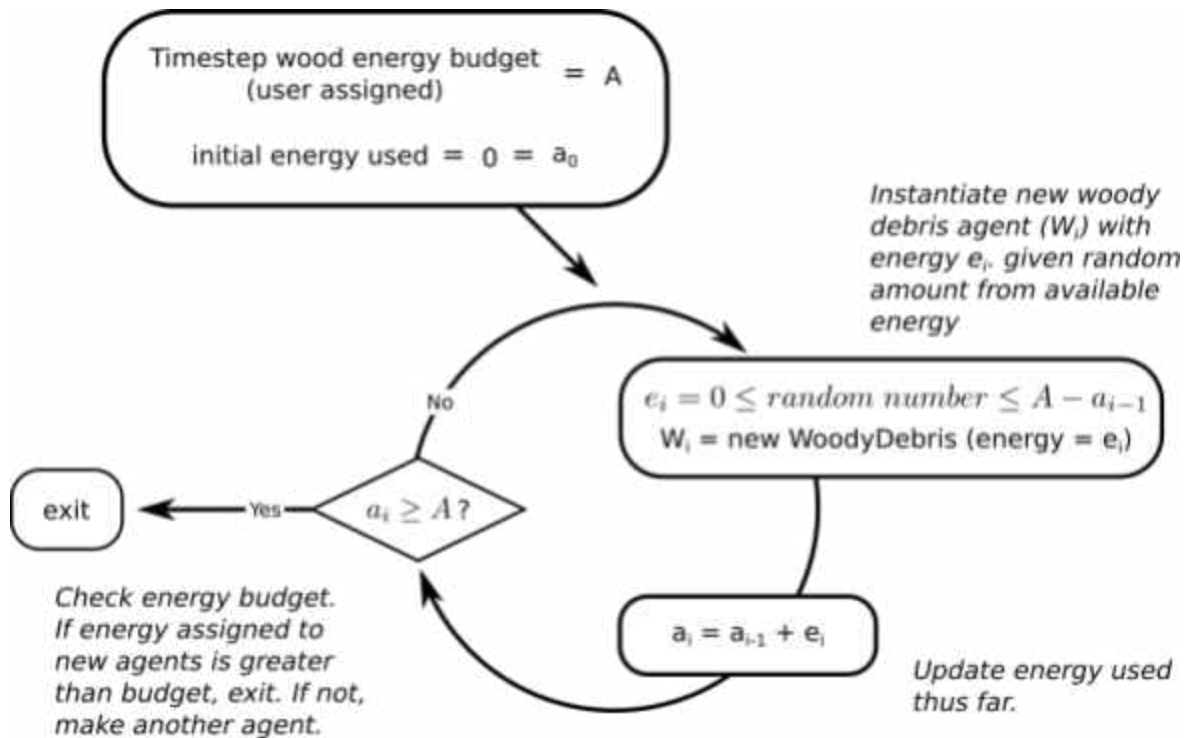 Timestep wood energy budget
(user assigned) = A
initial energy used = 0 = a₀
Instantiate new woody
debris agent (Wᵢ) with
energy eᵢ. given random
amount from available
energy
eᵢ = 0 ≤ random number ≤ A − aᵢ₋₁
Wᵢ = new WoodyDebris (energy = eᵢ)
No
aᵢ ≥ A?
Yes
exit
Check energy budget.
If energy assigned to
new agents is greater
than budget, exit. If not,
make another agent.
aᵢ = aᵢ₋₁ + eᵢ
Update energy used
thus far.